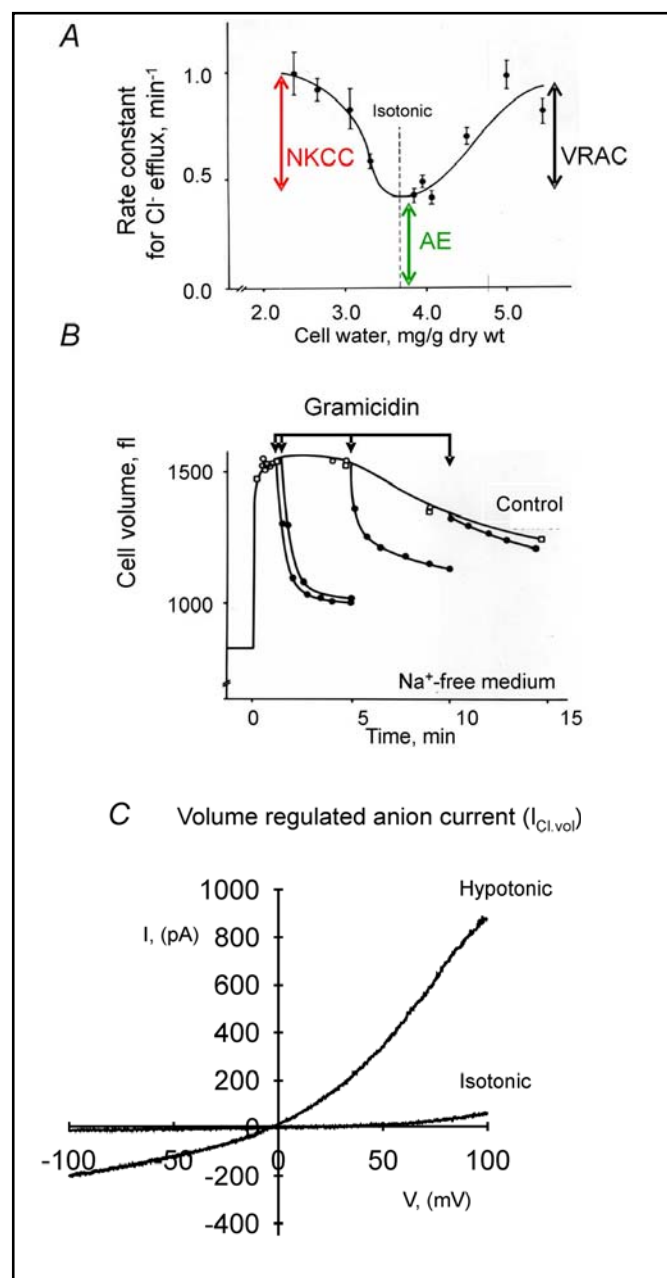 A
Rate constant
for Cl- efflux, min-1
1.0
0.5
0.0
NKCC
Isotonic
AE
VRAC
2.0 3.0 4.0 5.0
Cell water, mg/g dry wt
B
Gramicidin
Cell volume, fl
1500
1000
Control
Na+-free medium
0 5 10 15
Time, min
C Volume regulated anion current (ICl.vol)
1000
I, (pA)
800
600
400
200
0
-200
-400
Hypotonic
Isotonic
-100 -50 0 50 100
V, (mV)